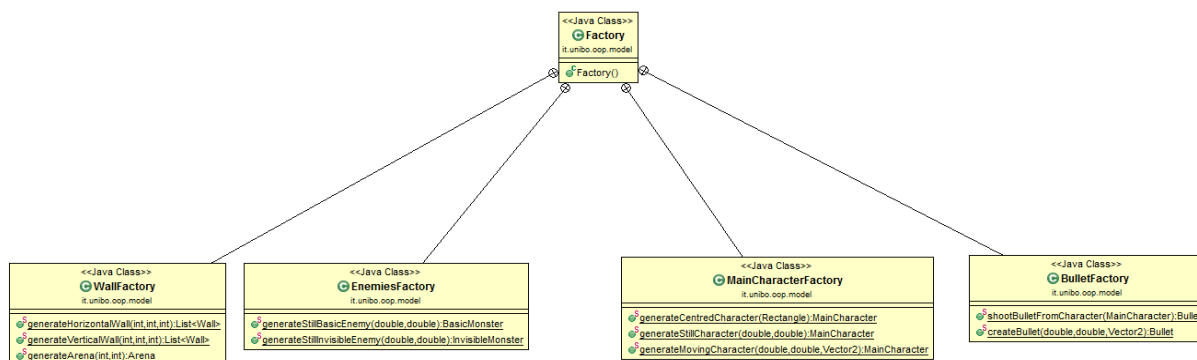 <<Java Class>>
Factory
it.unibo.oop.model
Factory()
<<Java Class>>
WallFactory
it.unibo.oop.model
generateHorizontalWall(int,int,int):List<Wall>
generateVerticalWall(int,int,int):List<Wall>
generateArena(int,int):Arena
<<Java Class>>
EnemiesFactory
it.unibo.oop.model
generateStillBasicEnemy(double,double):BasicMonster
generateStillInvisibleEnemy(double,double):InvisibleMonster
<<Java Class>>
MainCharacterFactory
it.unibo.oop.model
generateCentredCharacter(Rectangle):MainCharacter
generateStillCharacter(double,double):MainCharacter
generateMovingCharacter(double,double,Vector2):MainCharacter
<<Java Class>>
BulletFactory
it.unibo.oop.model
shootBulletFromCharacter(MainCharacter):Bulle
createBullet(double,double,Vector2):Bullet